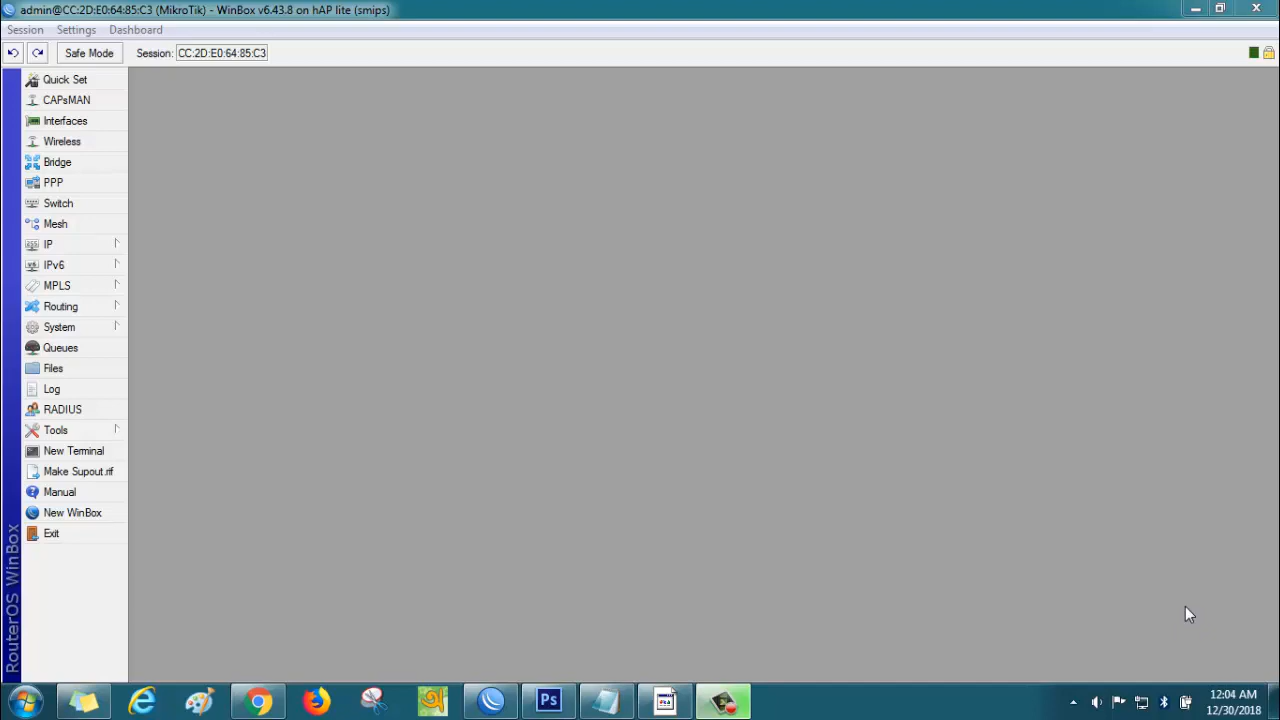 admin@CC:2D:E0:64:85:C3 (MikroTik) - WinBox v6.43.8 on hAP lite (smips)
Session Settings Dashboard
Safe Mode Session: CC:2D:E0:64:85:C3
Quick Set
CAPsMAN
Interfaces
Wireless
Bridge
PPP
Switch
Mesh
IP
IPv6
MPLS
Routing
System
Queues
Files
Log
RADIUS
Tools
New Terminal
Make Supout.rif
Manual
New WinBox
Exit
RouterOS WinBox
Ps
12:04 AM
12/30/2018